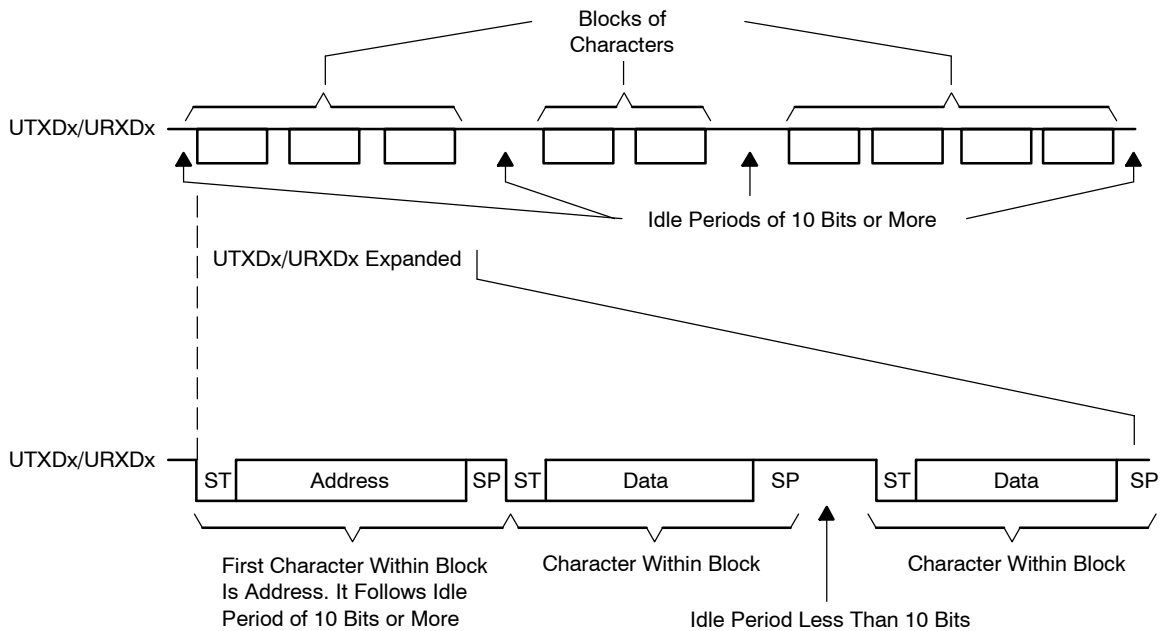 Blocks of
Characters
UTXDx/URXDx
Idle Periods of 10 Bits or More
UTXDx/URXDx Expanded
UTXDx/URXDx
ST
Address
SP
ST
Data
SP
ST
Data
SP
First Character Within Block
Is Address. It Follows Idle
Period of 10 Bits or More
Character Within Block
Character Within Block
Idle Period Less Than 10 Bits